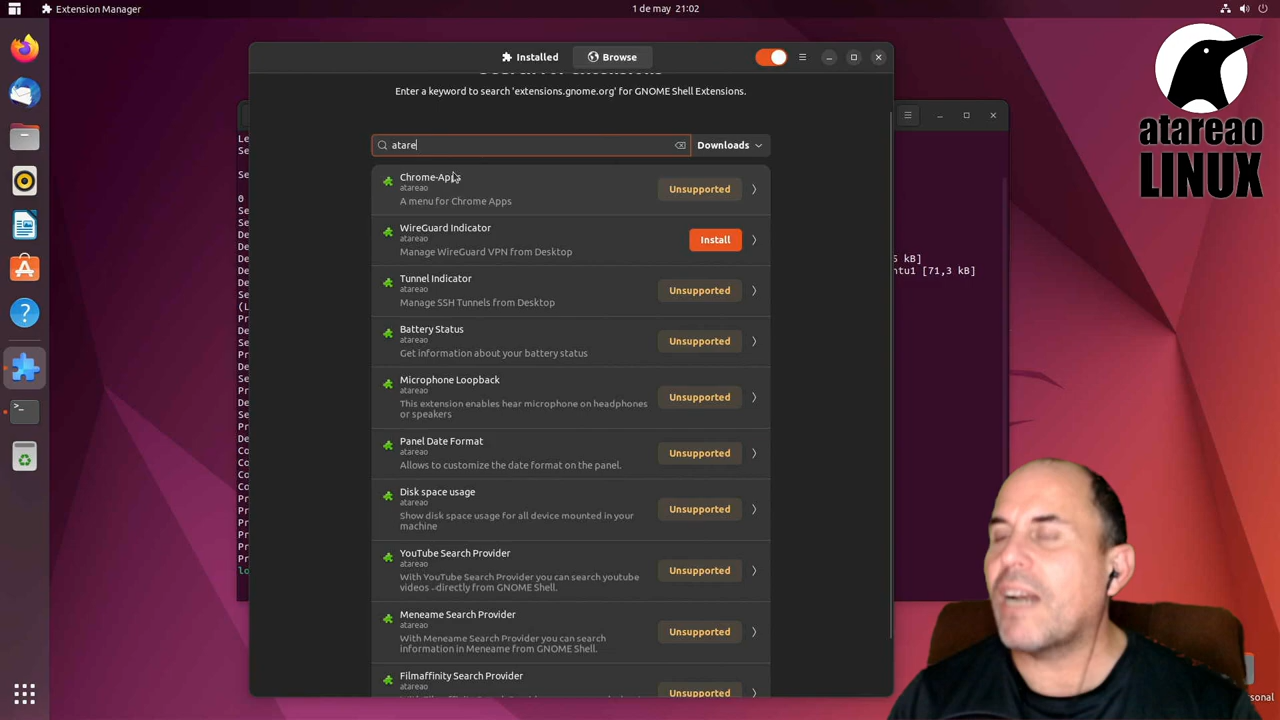 Extension Manager
1 de may 21:02
Installed
Browse
Enter a keyword to search 'extensions.gnome.org' for GNOME Shell Extensions.
atare
Downloads
Chrome-Apps
atareao
A menu for Chrome Apps
Unsupported
WireGuard Indicator
atareao
Manage WireGuard VPN from Desktop
Install
Tunnel Indicator
atareao
Manage SSH Tunnels from Desktop
Unsupported
Battery Status
atareao
Get information about your battery status
Unsupported
Microphone Loopback
atareao
This extension enables hear microphone on headphones
or speakers
Unsupported
Panel Date Format
atareao
Allows to customize the date format on the panel.
Unsupported
Disk space usage
atareao
Show disk space usage for all device mounted in your
machine
Unsupported
YouTube Search Provider
atareao
With YouTube Search Provider you can search youtube
videos - directly from GNOME Shell.
Unsupported
Meneame Search Provider
atareao
With Meneame Search Provider you can search
information in Meneame from GNOME Shell.
Unsupported
Filmaffinity Search Provider
atareao
Unsupported
kB]
ntu1 [71,3 kB]
atareao
LINUX